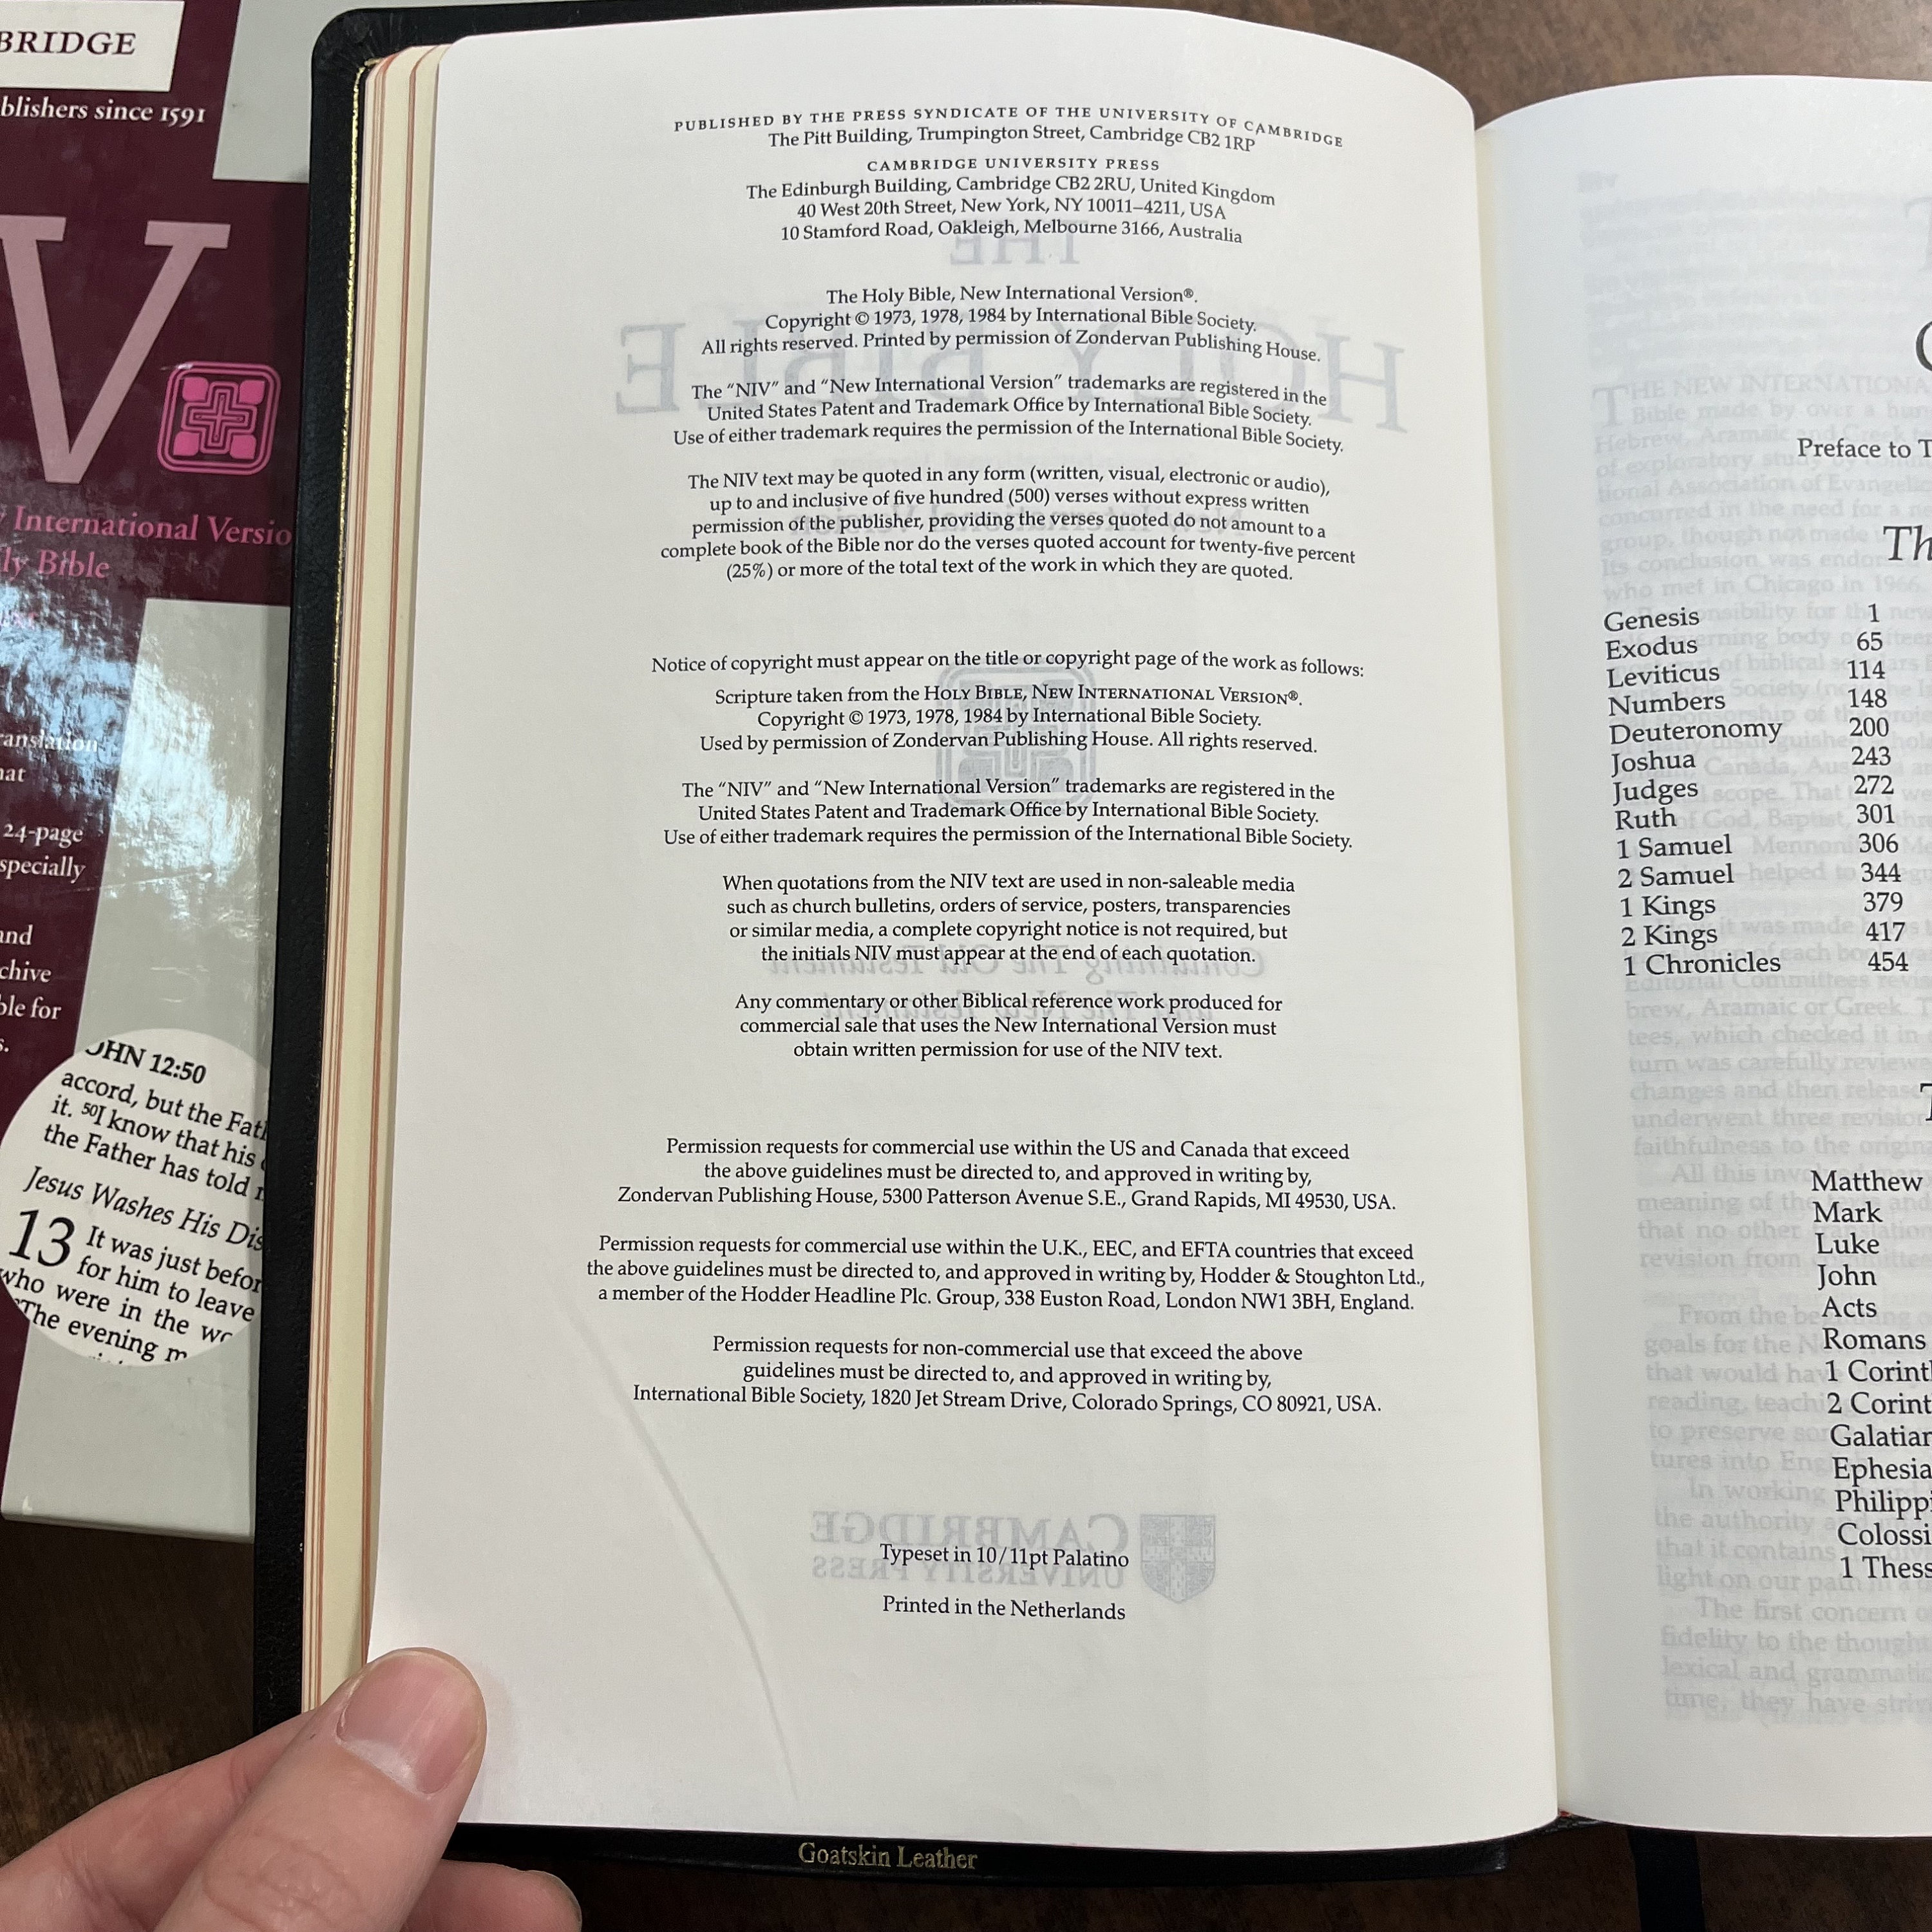 BRIDGE
blishers since 1591
V
International Versio
ly Bible
anslation
hat
24-page
specially
and
chive
ble for
s.
OHN 12:50
accord, but the Fath
it. 50I know that his
the Father has told
Jesus Washes His Dis
13 It was just befor
for him to leave
who were in the wo
The evening m
PUBLISHED BY THE PRESS SYNDICATE OF THE UNIVERSITY OF CAMBRIDGE
The Pitt Building, Trumpington Street, Cambridge CB2 1RP
CAMBRIDGE UNIVERSITY PRESS
The Edinburgh Building, Cambridge CB2 2RU, United Kingdom
40 West 20th Street, New York, NY 10011–4211, USA
10 Stamford Road, Oakleigh, Melbourne 3166, Australia
The Holy Bible, New International Version®.
Copyright © 1973, 1978, 1984 by International Bible Society.
All rights reserved. Printed by permission of Zondervan Publishing House.
The “NIV” and “New International Version” trademarks are registered in the
United States Patent and Trademark Office by International Bible Society.
Use of either trademark requires the permission of the International Bible Society.
The NIV text may be quoted in any form (written, visual, electronic or audio),
up to and inclusive of five hundred (500) verses without express written
permission of the publisher, providing the verses quoted do not amount to a
complete book of the Bible nor do the verses quoted account for twenty-five percent
(25%) or more of the total text of the work in which they are quoted.
Notice of copyright must appear on the title or copyright page of the work as follows:
Scripture taken from the HOLY BIBLE, NEW INTERNATIONAL VERSION®.
Copyright © 1973, 1978, 1984 by International Bible Society.
Used by permission of Zondervan Publishing House. All rights reserved.
The “NIV” and “New International Version” trademarks are registered in the
United States Patent and Trademark Office by International Bible Society.
Use of either trademark requires the permission of the International Bible Society.
When quotations from the NIV text are used in non-saleable media
such as church bulletins, orders of service, posters, transparencies
or similar media, a complete copyright notice is not required, but
the initials NIV must appear at the end of each quotation.
Any commentary or other Biblical reference work produced for
commercial sale that uses the New International Version must
obtain written permission for use of the NIV text.
Permission requests for commercial use within the US and Canada that exceed
the above guidelines must be directed to, and approved in writing by,
Zondervan Publishing House, 5300 Patterson Avenue S.E., Grand Rapids, MI 49530, USA.
Permission requests for commercial use within the U.K., EEC, and EFTA countries that exceed
the above guidelines must be directed to, and approved in writing by, Hodder & Stoughton Ltd.,
a member of the Hodder Headline Plc. Group, 338 Euston Road, London NW1 3BH, England.
Permission requests for non-commercial use that exceed the above
guidelines must be directed to, and approved in writing by,
International Bible Society, 1820 Jet Stream Drive, Colorado Springs, CO 80921, USA.
Typeset in 10/11pt Palatino
Printed in the Netherlands
Goatskin Leather
Preface to T
Th
Genesis 1
Exodus 65
Leviticus 114
Numbers 148
Deuteronomy 200
Joshua 243
Judges 272
Ruth 301
1 Samuel 306
2 Samuel 344
1 Kings 379
2 Kings 417
1 Chronicles 454
Matthew
Mark
Luke
John
Acts
Romans
1 Corint
2 Corint
Galatian
Ephesia
Philippi
Colossi
1 Thess